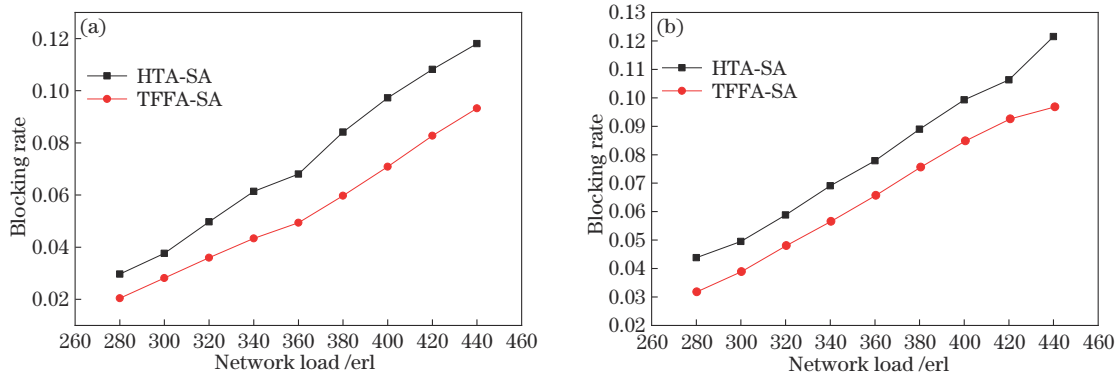 (a)
0.12
0.10
0.08
0.06
0.04
0.02
Blocking rate
HTA-SA
TFFA-SA
260 280 300 320 340 360 380 400 420 440 460
Network load /erl
(b)
0.13
0.12
0.11
0.10
0.09
0.08
0.07
0.06
0.05
0.04
0.03
0.02
Blocking rate
HTA-SA
TFFA-SA
260 280 300 320 340 360 380 400 420 440 460
Network load /erl